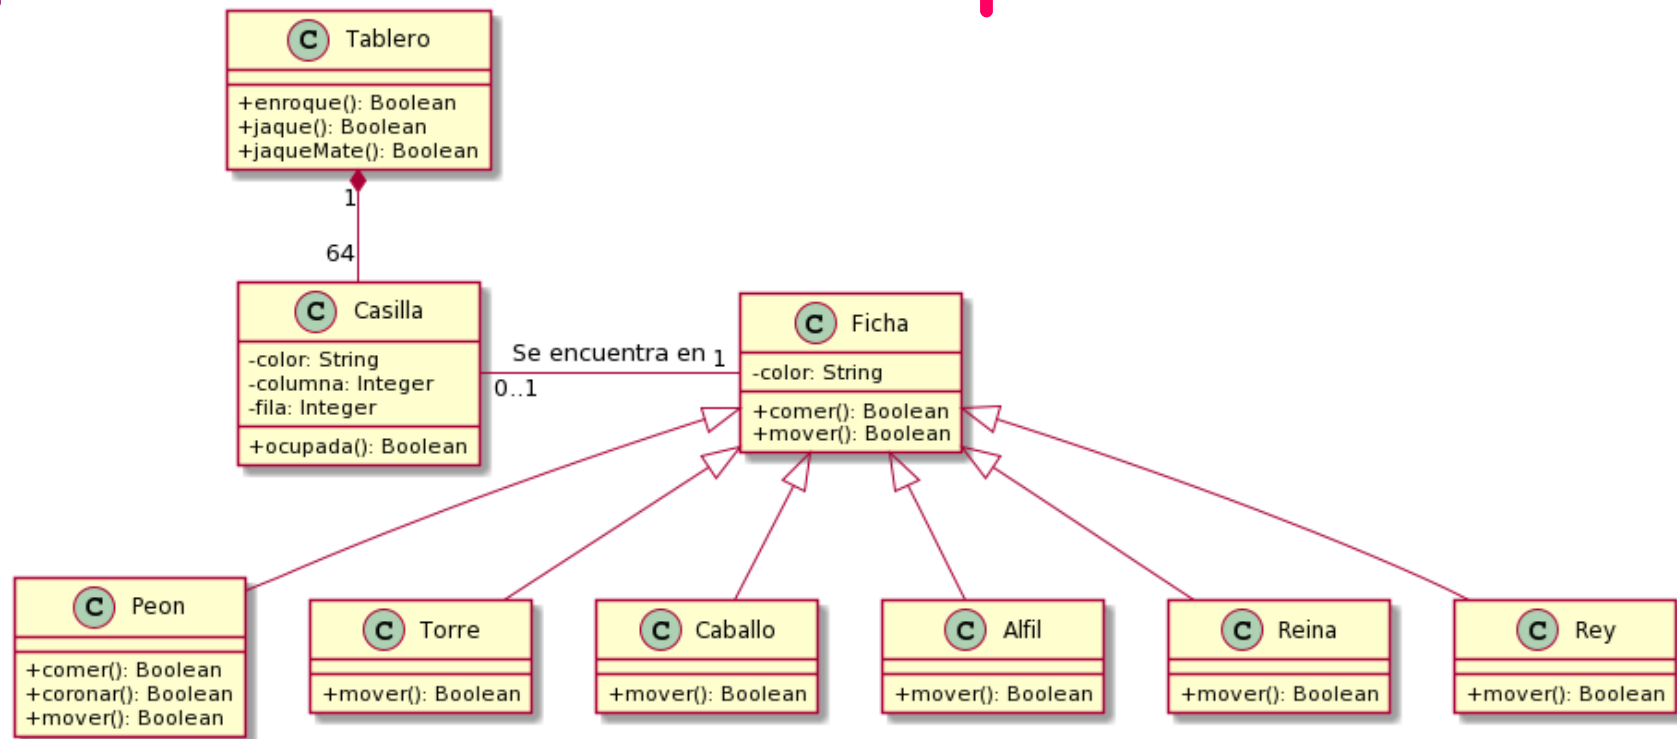 C Tablero
+enroque(): Boolean
+jaque(): Boolean
+jaqueMate(): Boolean
1
64
C Casilla
-color: String
-columna: Integer
-fila: Integer
+ocupada(): Boolean
Se encuentra en 1
0..1
C Ficha
-color: String
+comer(): Boolean
+mover(): Boolean
C Peon
+comer(): Boolean
+coronar(): Boolean
+mover(): Boolean
C Torre
+mover(): Boolean
C Caballo
+mover(): Boolean
C Alfil
+mover(): Boolean
C Reina
+mover(): Boolean
C Rey
+mover(): Boolean